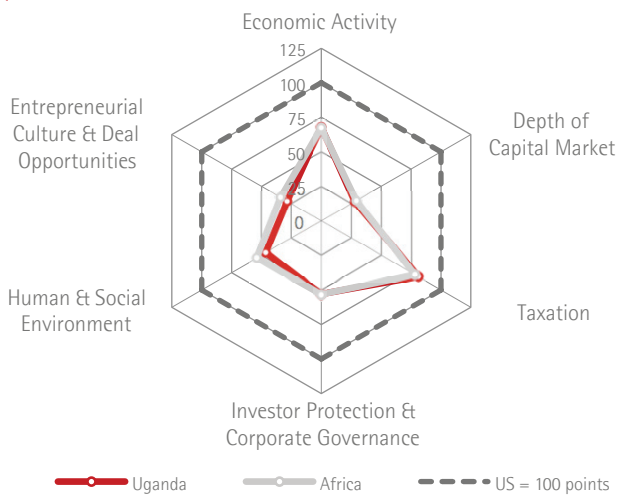 Economic Activity
125
100
75
50
25
0
Entrepreneurial
Culture & Deal
Opportunities
Depth of
Capital Market
Human & Social
Environment
Taxation
Investor Protection &
Corporate Governance
Uganda
Africa
US = 100 points